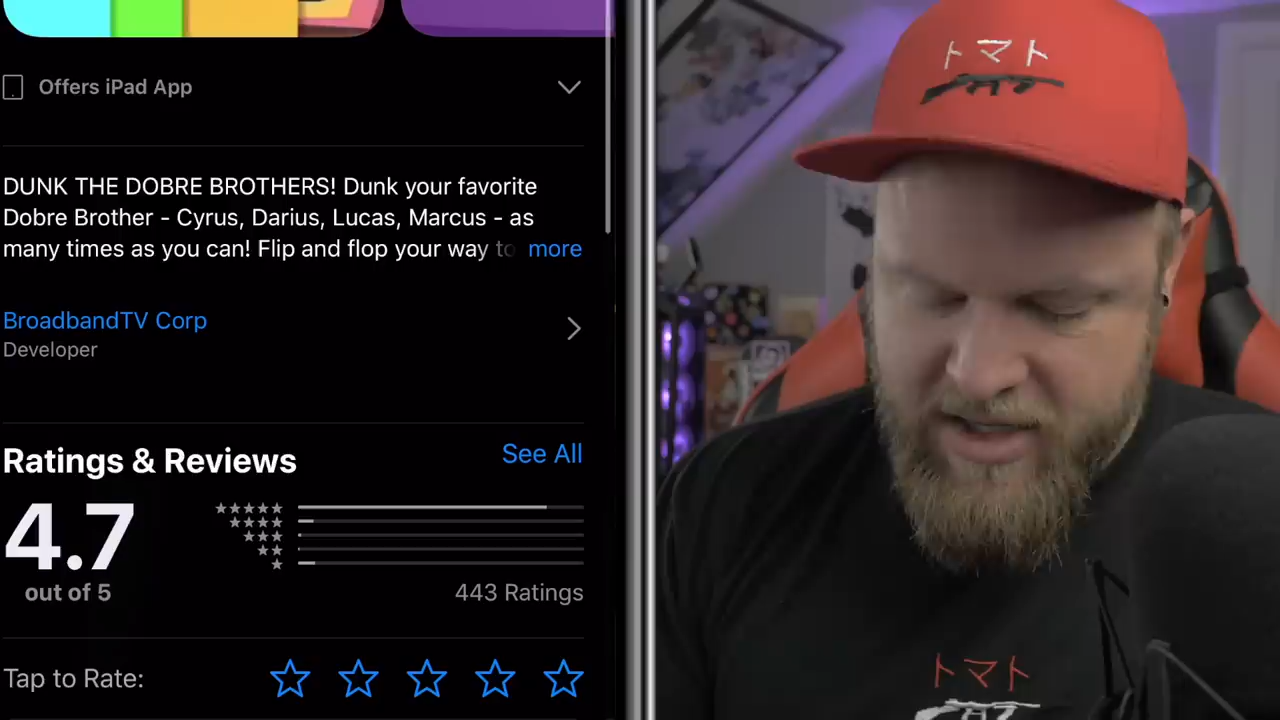 Offers iPad App
DUNK THE DOBRE BROTHERS! Dunk your favorite
Dobre Brother - Cyrus, Darius, Lucas, Marcus - as
many times as you can! Flip and flop your way to more
BroadbandTV Corp
Developer
Ratings & Reviews
See All
4.7
out of 5
443 Ratings
Tap to Rate:
トマト
トマト